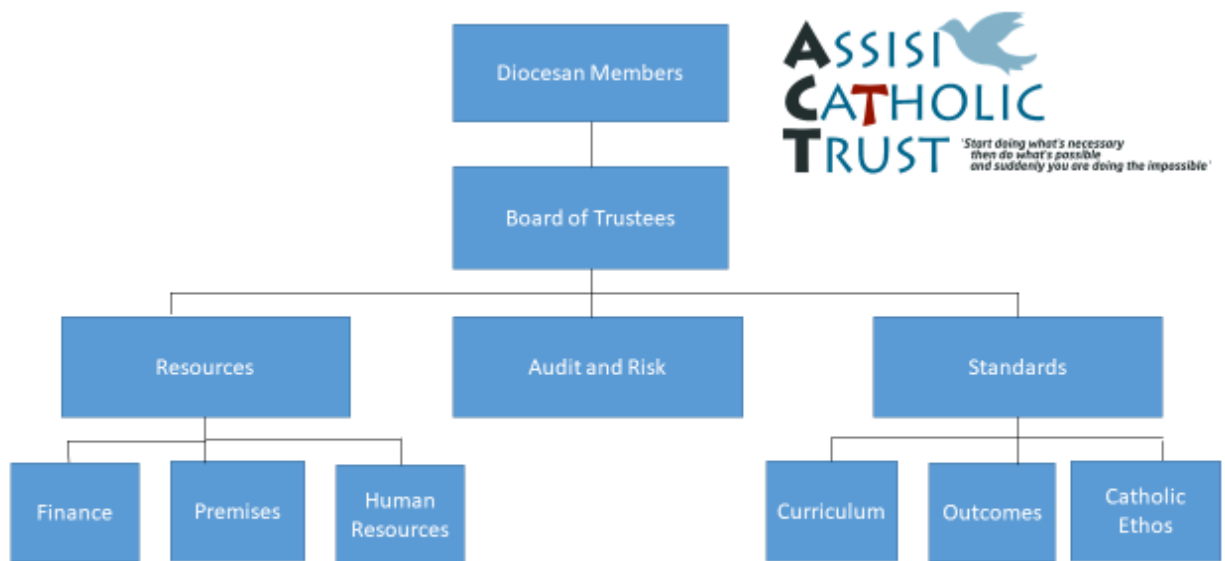 Diocesan Members
ASSISI
CATHOLIC
TRUST
'Start doing what's necessary
then do what's possible
and suddenly you are doing the impossible'
Board of Trustees
Resources
Audit and Risk
Standards
Finance
Premises
Human
Resources
Curriculum
Outcomes
Catholic
Ethos